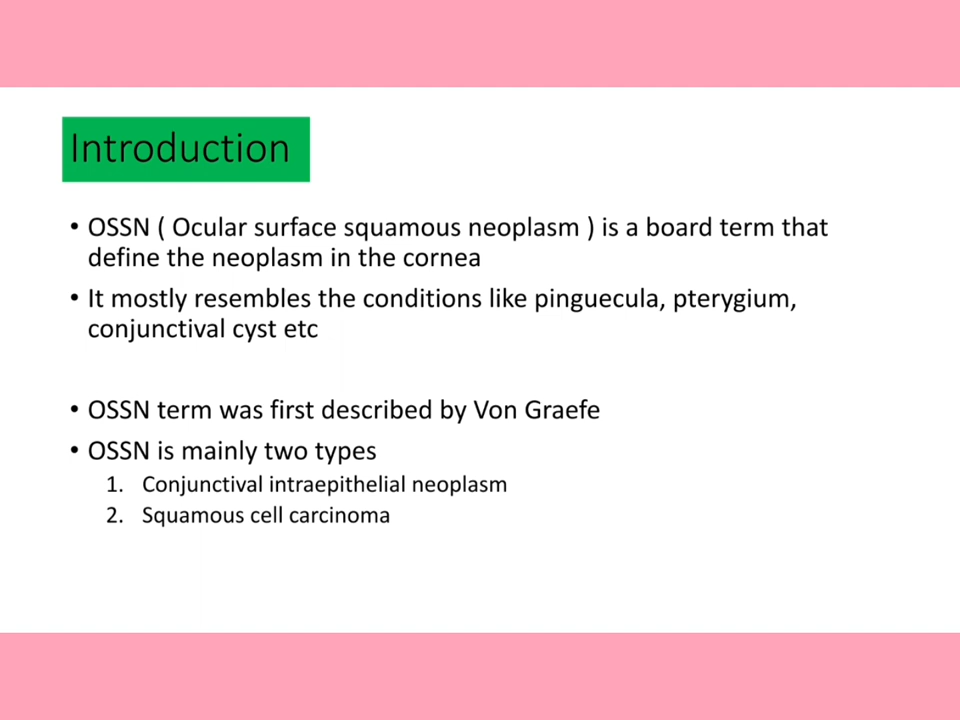 Introduction
• OSSN ( Ocular surface squamous neoplasm ) is a board term that
define the neoplasm in the cornea
• It mostly resembles the conditions like pinguecula, pterygium,
conjunctival cyst etc
• OSSN term was first described by Von Graefe
• OSSN is mainly two types
1. Conjunctival intraepithelial neoplasm
2. Squamous cell carcinoma